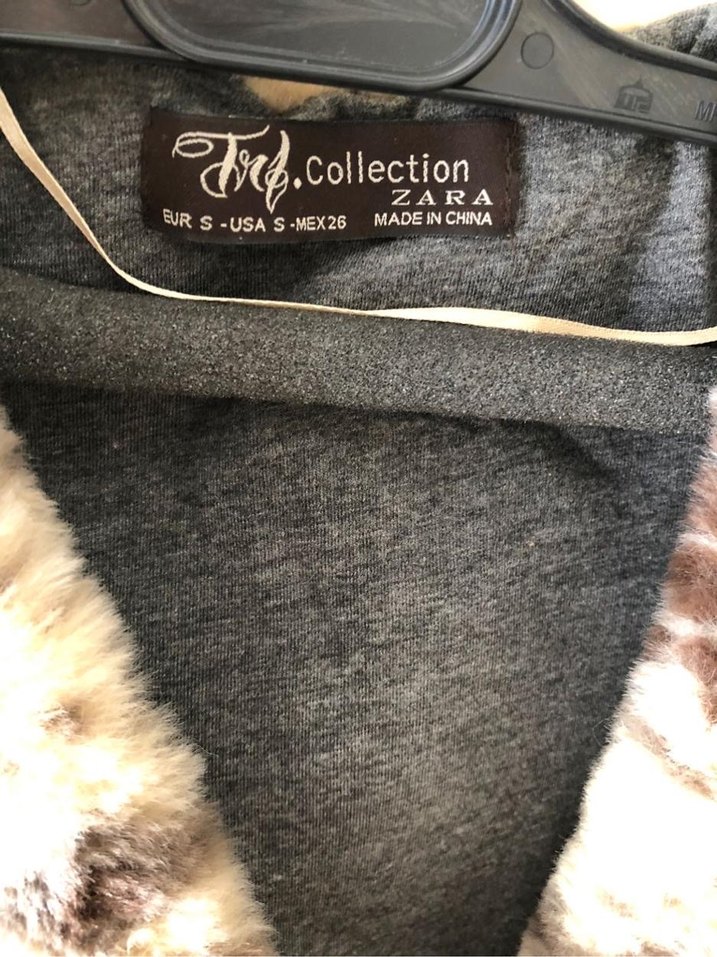 Trf.Collection
ZARA
EUR S -USA S -MEX26
MADE IN CHINA